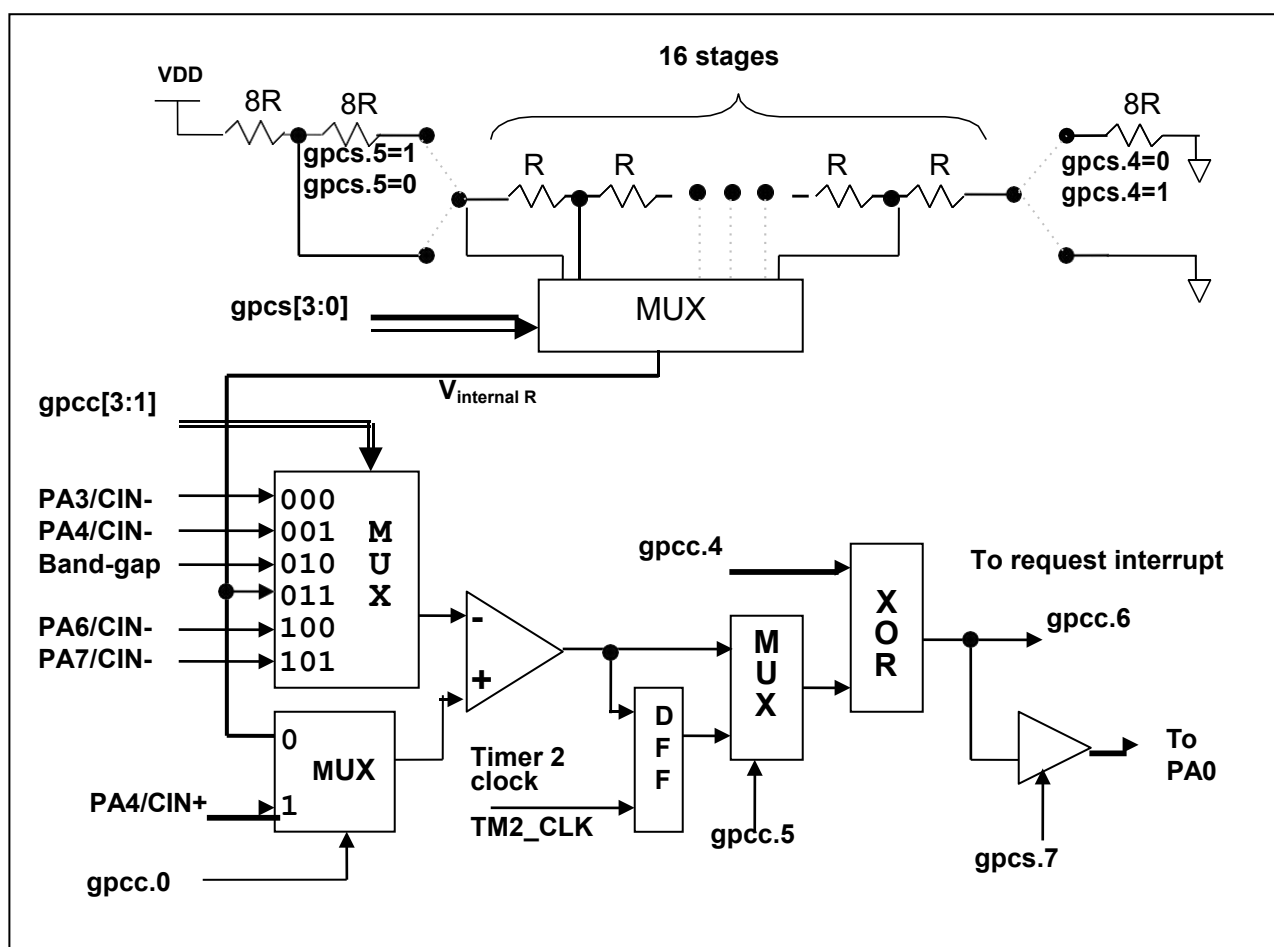 16 stages
VDD
8R
8R
8R
gpcs.5=1
gpcs.5=0
R
R
R
R
gpcs.4=0
gpcs.4=1
gpcs[3:0]
MUX
V internal R
gpcc[3:1]
PA3/CIN-
PA4/CIN-
Band-gap
PA6/CIN-
PA7/CIN-
000
001
010
011
100
101
M
U
X
-
+
gpcc.4
X
O
R
To request interrupt
gpcc.6
M
U
X
D
F
F
Timer 2
clock
TM2_CLK
gpcc.5
0
1
MUX
PA4/CIN+
gpcc.0
To
PA0
gpcs.7